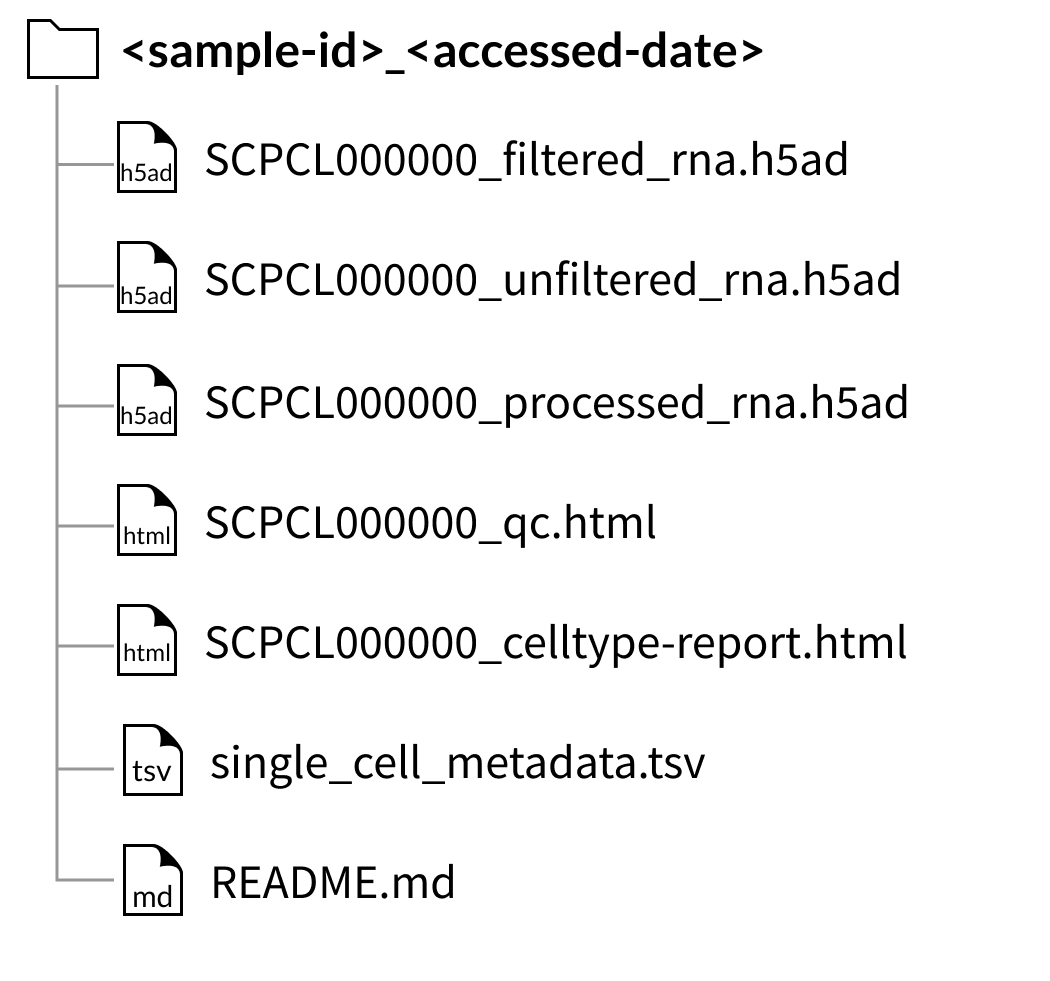 <sample-id>_<accessed-date>
h5ad SCPCL000000_filtered_rna.h5ad
h5ad SCPCL000000_unfiltered_rna.h5ad
h5ad SCPCL000000_processed_rna.h5ad
html SCPCL000000_qc.html
html SCPCL000000_celltype-report.html
tsv single_cell_metadata.tsv
md README.md